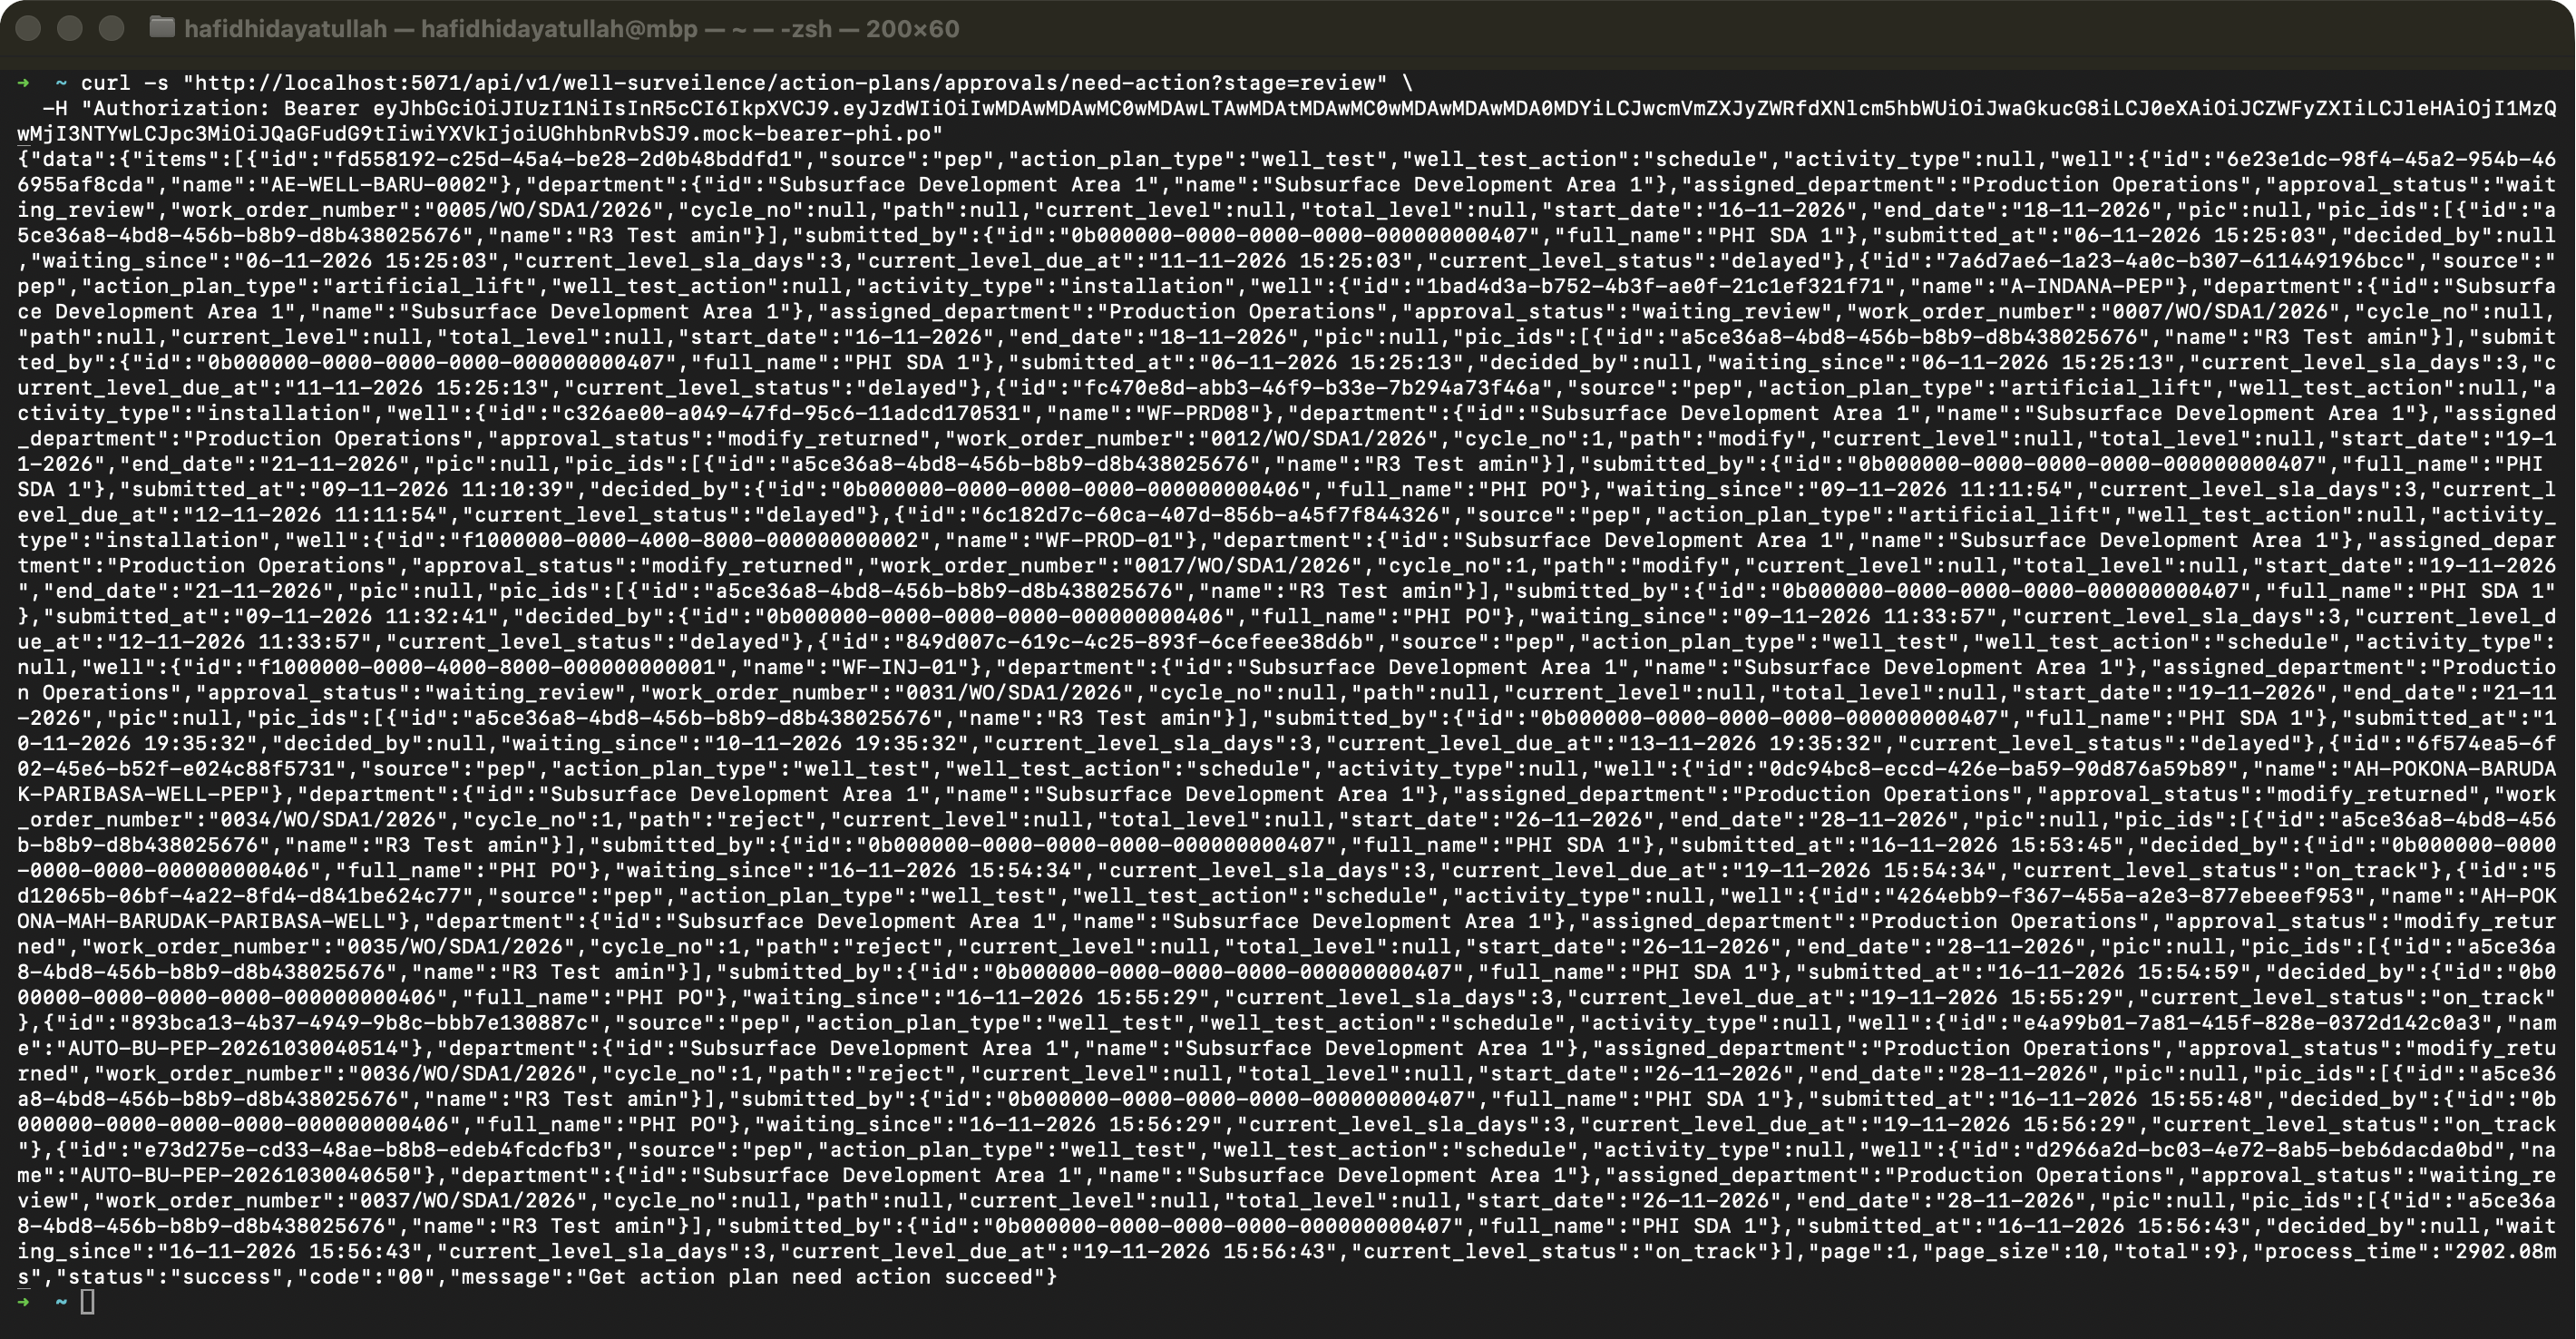 hafidhidayatullah — hafidhidayatullah@mbp — ~ — -zsh — 200×60
➜  ~ curl -s "http://localhost:5071/api/v1/well-surveilence/action-plans/approvals/need-action?stage=review" \
  -H "Authorization: Bearer eyJhbGciOiJIUzI1NiIsInR5cCI6IkpXVCJ9.eyJzdWIiOiIwMDAwMDAwMC0wMDAwLTAwMDAtMDAwMC0wMDAwMDAwMDA0MDYiLCJwcmVmZXJyZWRfdXNlcm5hbWUiOiJwaGkucG8iLCJ0eXAiOiJCZWFyZXIiLCJleHAiOjI1MzQ
wMjI3NTYwLCJpc3MiOiJQaGFudG9tIiwiYXVkIjoiUGhhbnRvbSJ9.mock-bearer-phi.po"
{"data":{"items":[{"id":"fd558192-c25d-45a4-be28-2d0b48bddfd1","source":"pep","action_plan_type":"well_test","well_test_action":"schedule","activity_type":null,"well":{"id":"6e23e1dc-98f4-45a2-954b-46
6955af8cda","name":"AE-WELL-BARU-0002"},"department":{"id":"Subsurface Development Area 1","name":"Subsurface Development Area 1"},"assigned_department":"Production Operations","approval_status":"wait
ing_review","work_order_number":"0005/WO/SDA1/2026","cycle_no":null,"path":null,"current_level":null,"total_level":null,"start_date":"16-11-2026","end_date":"18-11-2026","pic":null,"pic_ids":[{"id":"a
5ce36a8-4bd8-456b-b8b9-d8b438025676","name":"R3 Test amin"}],"submitted_by":{"id":"0b000000-0000-0000-0000-000000000407","full_name":"PHI SDA 1"},"submitted_at":"06-11-2026 15:25:03","decided_by":null
,"waiting_since":"06-11-2026 15:25:03","current_level_sla_days":3,"current_level_due_at":"11-11-2026 15:25:03","current_level_status":"delayed"},{"id":"7a6d7ae6-1a23-4a0c-b307-611449196bcc","source":"
pep","action_plan_type":"artificial_lift","well_test_action":null,"activity_type":"installation","well":{"id":"1bad4d3a-b752-4b3f-ae0f-21c1ef321f71","name":"A-INDANA-PEP"},"department":{"id":"Subsurfa
ce Development Area 1","name":"Subsurface Development Area 1"},"assigned_department":"Production Operations","approval_status":"waiting_review","work_order_number":"0007/WO/SDA1/2026","cycle_no":null,
"path":null,"current_level":null,"total_level":null,"start_date":"16-11-2026","end_date":"18-11-2026","pic":null,"pic_ids":[{"id":"a5ce36a8-4bd8-456b-b8b9-d8b438025676","name":"R3 Test amin"}],"submit
ted_by":{"id":"0b000000-0000-0000-0000-000000000407","full_name":"PHI SDA 1"},"submitted_at":"06-11-2026 15:25:13","decided_by":null,"waiting_since":"06-11-2026 15:25:13","current_level_sla_days":3,"c
urrent_level_due_at":"11-11-2026 15:25:13","current_level_status":"delayed"},{"id":"fc470e8d-abb3-46f9-b33e-7b294a73f46a","source":"pep","action_plan_type":"artificial_lift","well_test_action":null,"a
ctivity_type":"installation","well":{"id":"c326ae00-a049-47fd-95c6-11adcd170531","name":"WF-PRD08"},"department":{"id":"Subsurface Development Area 1","name":"Subsurface Development Area 1"},"assigned
_department":"Production Operations","approval_status":"modify_returned","work_order_number":"0012/WO/SDA1/2026","cycle_no":1,"path":"modify","current_level":null,"total_level":null,"start_date":"19-1
1-2026","end_date":"21-11-2026","pic":null,"pic_ids":[{"id":"a5ce36a8-4bd8-456b-b8b9-d8b438025676","name":"R3 Test amin"}],"submitted_by":{"id":"0b000000-0000-0000-0000-000000000407","full_name":"PHI 
SDA 1"},"submitted_at":"09-11-2026 11:10:39","decided_by":{"id":"0b000000-0000-0000-0000-000000000406","full_name":"PHI PO"},"waiting_since":"09-11-2026 11:11:54","current_level_sla_days":3,"current_l
evel_due_at":"12-11-2026 11:11:54","current_level_status":"delayed"},{"id":"6c182d7c-60ca-407d-856b-a45f7f844326","source":"pep","action_plan_type":"artificial_lift","well_test_action":null,"activity_
type":"installation","well":{"id":"f1000000-0000-4000-8000-000000000002","name":"WF-PROD-01"},"department":{"id":"Subsurface Development Area 1","name":"Subsurface Development Area 1"},"assigned_depar
tment":"Production Operations","approval_status":"modify_returned","work_order_number":"0017/WO/SDA1/2026","cycle_no":1,"path":"modify","current_level":null,"total_level":null,"start_date":"19-11-2026
","end_date":"21-11-2026","pic":null,"pic_ids":[{"id":"a5ce36a8-4bd8-456b-b8b9-d8b438025676","name":"R3 Test amin"}],"submitted_by":{"id":"0b000000-0000-0000-0000-000000000407","full_name":"PHI SDA 1"
},"submitted_at":"09-11-2026 11:32:41","decided_by":{"id":"0b000000-0000-0000-0000-000000000406","full_name":"PHI PO"},"waiting_since":"09-11-2026 11:33:57","current_level_sla_days":3,"current_level_d
ue_at":"12-11-2026 11:33:57","current_level_status":"delayed"},{"id":"849d007c-619c-4c25-893f-6cefeee38d6b","source":"pep","action_plan_type":"well_test","well_test_action":"schedule","activity_type":
null,"well":{"id":"f1000000-0000-4000-8000-000000000001","name":"WF-INJ-01"},"department":{"id":"Subsurface Development Area 1","name":"Subsurface Development Area 1"},"assigned_department":"Productio
n Operations","approval_status":"waiting_review","work_order_number":"0031/WO/SDA1/2026","cycle_no":null,"path":null,"current_level":null,"total_level":null,"start_date":"19-11-2026","end_date":"21-11
-2026","pic":null,"pic_ids":[{"id":"a5ce36a8-4bd8-456b-b8b9-d8b438025676","name":"R3 Test amin"}],"submitted_by":{"id":"0b000000-0000-0000-0000-000000000407","full_name":"PHI SDA 1"},"submitted_at":"1
0-11-2026 19:35:32","decided_by":null,"waiting_since":"10-11-2026 19:35:32","current_level_sla_days":3,"current_level_due_at":"13-11-2026 19:35:32","current_level_status":"delayed"},{"id":"6f574ea5-6f
02-45e6-b52f-e024c88f5731","source":"pep","action_plan_type":"well_test","well_test_action":"schedule","activity_type":null,"well":{"id":"0dc94bc8-eccd-426e-ba59-90d876a59b89","name":"AH-POKONA-BARUDA
K-PARIBASA-WELL-PEP"},"department":{"id":"Subsurface Development Area 1","name":"Subsurface Development Area 1"},"assigned_department":"Production Operations","approval_status":"modify_returned","work
_order_number":"0034/WO/SDA1/2026","cycle_no":1,"path":"reject","current_level":null,"total_level":null,"start_date":"26-11-2026","end_date":"28-11-2026","pic":null,"pic_ids":[{"id":"a5ce36a8-4bd8-456
b-b8b9-d8b438025676","name":"R3 Test amin"}],"submitted_by":{"id":"0b000000-0000-0000-0000-000000000407","full_name":"PHI SDA 1"},"submitted_at":"16-11-2026 15:53:45","decided_by":{"id":"0b000000-0000
-0000-0000-000000000406","full_name":"PHI PO"},"waiting_since":"16-11-2026 15:54:34","current_level_sla_days":3,"current_level_due_at":"19-11-2026 15:54:34","current_level_status":"on_track"},{"id":"5
d12065b-06bf-4a22-8fd4-d841be624c77","source":"pep","action_plan_type":"well_test","well_test_action":"schedule","activity_type":null,"well":{"id":"4264ebb9-f367-455a-a2e3-877ebeeef953","name":"AH-POK
ONA-MAH-BARUDAK-PARIBASA-WELL"},"department":{"id":"Subsurface Development Area 1","name":"Subsurface Development Area 1"},"assigned_department":"Production Operations","approval_status":"modify_retur
ned","work_order_number":"0035/WO/SDA1/2026","cycle_no":1,"path":"reject","current_level":null,"total_level":null,"start_date":"26-11-2026","end_date":"28-11-2026","pic":null,"pic_ids":[{"id":"a5ce36a
8-4bd8-456b-b8b9-d8b438025676","name":"R3 Test amin"}],"submitted_by":{"id":"0b000000-0000-0000-0000-000000000407","full_name":"PHI SDA 1"},"submitted_at":"16-11-2026 15:54:59","decided_by":{"id":"0b0
00000-0000-0000-0000-000000000406","full_name":"PHI PO"},"waiting_since":"16-11-2026 15:55:29","current_level_sla_days":3,"current_level_due_at":"19-11-2026 15:55:29","current_level_status":"on_track"
},{"id":"893bca13-4b37-4949-9b8c-bbb7e130887c","source":"pep","action_plan_type":"well_test","well_test_action":"schedule","activity_type":null,"well":{"id":"e4a99b01-7a81-415f-828e-0372d142c0a3","nam
e":"AUTO-BU-PEP-20261030040514"},"department":{"id":"Subsurface Development Area 1","name":"Subsurface Development Area 1"},"assigned_department":"Production Operations","approval_status":"modify_retu
rned","work_order_number":"0036/WO/SDA1/2026","cycle_no":1,"path":"reject","current_level":null,"total_level":null,"start_date":"26-11-2026","end_date":"28-11-2026","pic":null,"pic_ids":[{"id":"a5ce36
a8-4bd8-456b-b8b9-d8b438025676","name":"R3 Test amin"}],"submitted_by":{"id":"0b000000-0000-0000-0000-000000000407","full_name":"PHI SDA 1"},"submitted_at":"16-11-2026 15:55:48","decided_by":{"id":"0b
000000-0000-0000-0000-000000000406","full_name":"PHI PO"},"waiting_since":"16-11-2026 15:56:29","current_level_sla_days":3,"current_level_due_at":"19-11-2026 15:56:29","current_level_status":"on_track
"},{"id":"e73d275e-cd33-48ae-b8b8-edeb4fcdcfb3","source":"pep","action_plan_type":"well_test","well_test_action":"schedule","activity_type":null,"well":{"id":"d2966a2d-bc03-4e72-8ab5-beb6dacda0bd","na
me":"AUTO-BU-PEP-20261030040650"},"department":{"id":"Subsurface Development Area 1","name":"Subsurface Development Area 1"},"assigned_department":"Production Operations","approval_status":"waiting_re
view","work_order_number":"0037/WO/SDA1/2026","cycle_no":null,"path":null,"current_level":null,"total_level":null,"start_date":"26-11-2026","end_date":"28-11-2026","pic":null,"pic_ids":[{"id":"a5ce36a
8-4bd8-456b-b8b9-d8b438025676","name":"R3 Test amin"}],"submitted_by":{"id":"0b000000-0000-0000-0000-000000000407","full_name":"PHI SDA 1"},"submitted_at":"16-11-2026 15:56:43","decided_by":null,"wait
ing_since":"16-11-2026 15:56:43","current_level_sla_days":3,"current_level_due_at":"19-11-2026 15:56:43","current_level_status":"on_track"}],"page":1,"page_size":10,"total":9},"process_time":"2902.08m
s","status":"success","code":"00","message":"Get action plan need action succeed"}
➜  ~